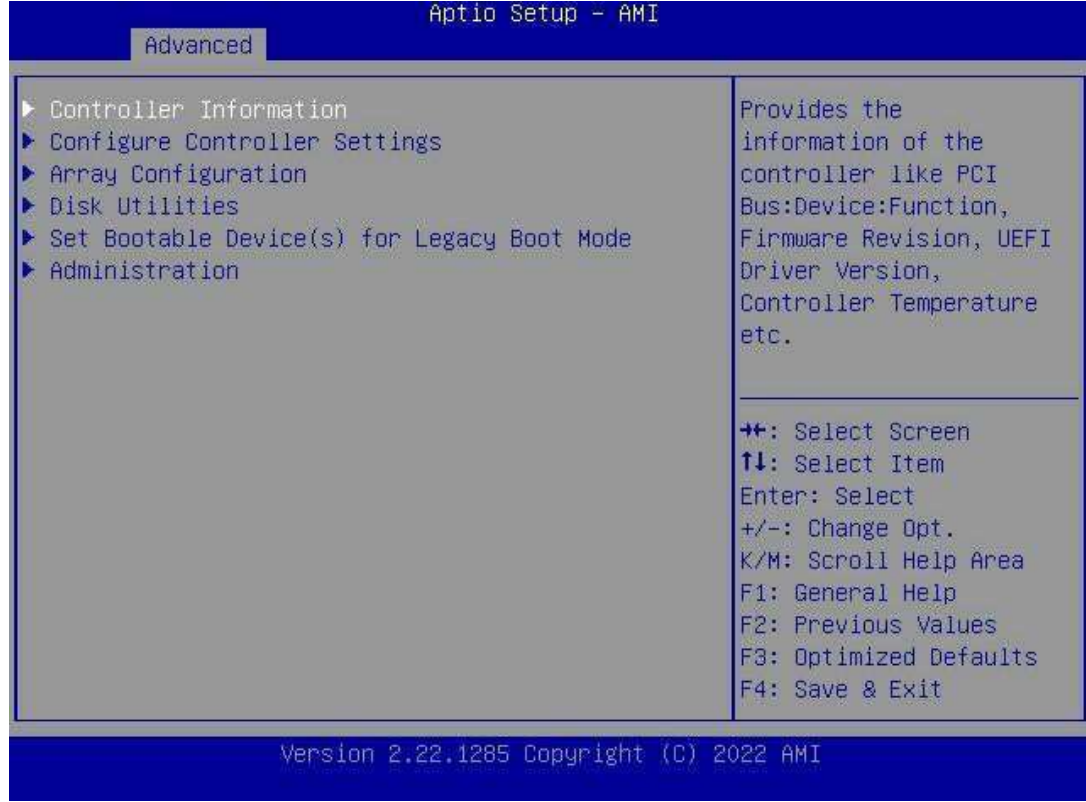 Aptio Setup – AMI
Advanced
▶ Controller Information
▶ Configure Controller Settings
▶ Array Configuration
▶ Disk Utilities
▶ Set Bootable Device(s) for Legacy Boot Mode
▶ Administration
Provides the
information of the
controller like PCI
Bus:Device:Function,
Firmware Revision, UEFI
Driver Version,
Controller Temperature
etc.
→←: Select Screen
↑↓: Select Item
Enter: Select
+/-: Change Opt.
K/M: Scroll Help Area
F1: General Help
F2: Previous Values
F3: Optimized Defaults
F4: Save & Exit
Version 2.22.1285 Copyright (C) 2022 AMI